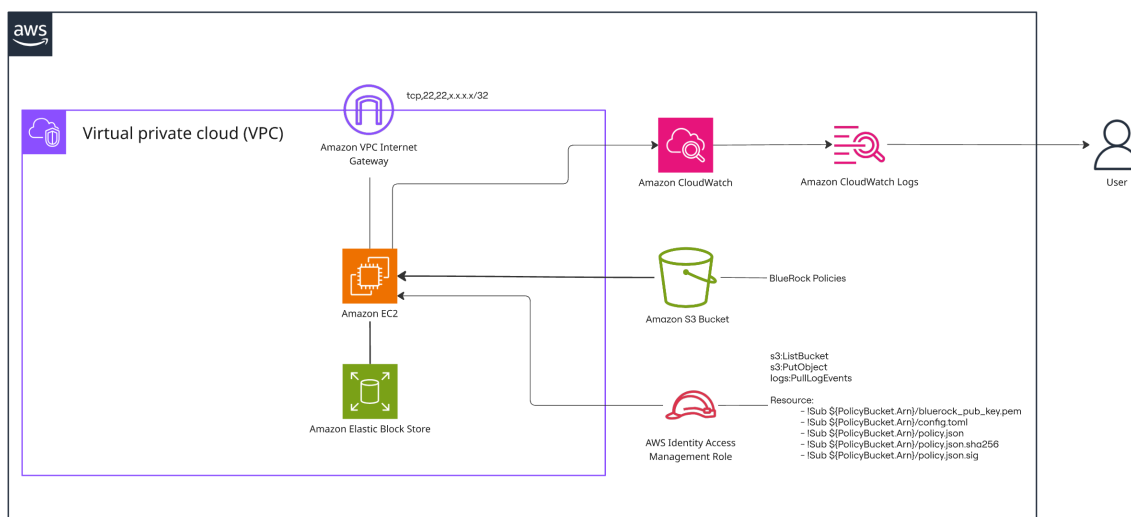 aws
tcp,22,22,x.x.x.x/32
Virtual private cloud (VPC)
Amazon VPC Internet
Gateway
Amazon CloudWatch
Amazon CloudWatch Logs
User
BlueRock Policies
Amazon EC2
Amazon S3 Bucket
s3:ListBucket
s3:PutObject
logs:PullLogEvents
Resource:
- !Sub ${PolicyBucket.Arn}/bluerock_pub_key.pem
- !Sub ${PolicyBucket.Arn}/config.toml
- !Sub ${PolicyBucket.Arn}/policy.json
- !Sub ${PolicyBucket.Arn}/policy.json.sha256
- !Sub ${PolicyBucket.Arn}/policy.json.sig
Amazon Elastic Block Store
AWS Identity Access
Management Role